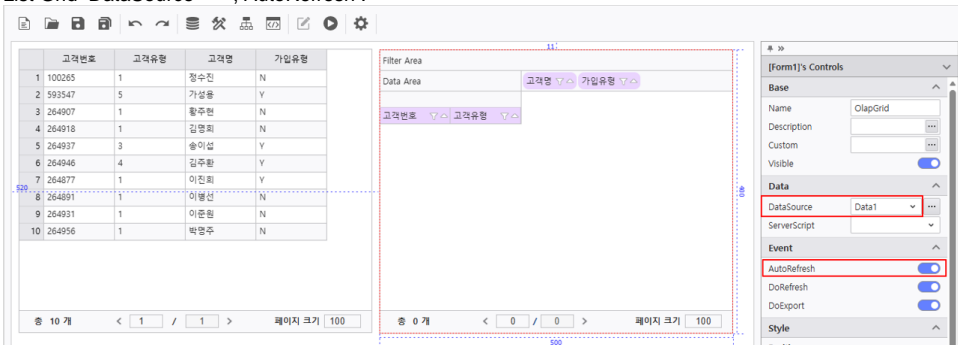 고객번호 고객유형 고객명 가입유형
1 100265 1 정수진 N
2 593547 5 가성용 Y
3 264907 1 황주현 N
4 264918 1 김명희 N
5 264937 3 송이섭 Y
6 264946 4 김주환 Y
7 264877 1 이진희 Y
8 264891 1 이병선 N
9 264931 1 이준원 N
10 264956 1 박명주 N
총 10 개 < 1 / 1 > 페이지 크기 100
520
11
Filter Area
Data Area 고객명 가입유형
고객번호 고객유형
총 0 개 < 0 / 0 > 페이지 크기 100
500
[Form1]'s Controls
Base
Name OlapGrid
Description
Custom
Visible
Data
DataSource Data1
ServerScript
Event
AutoRefresh
DoRefresh
DoExport
Style